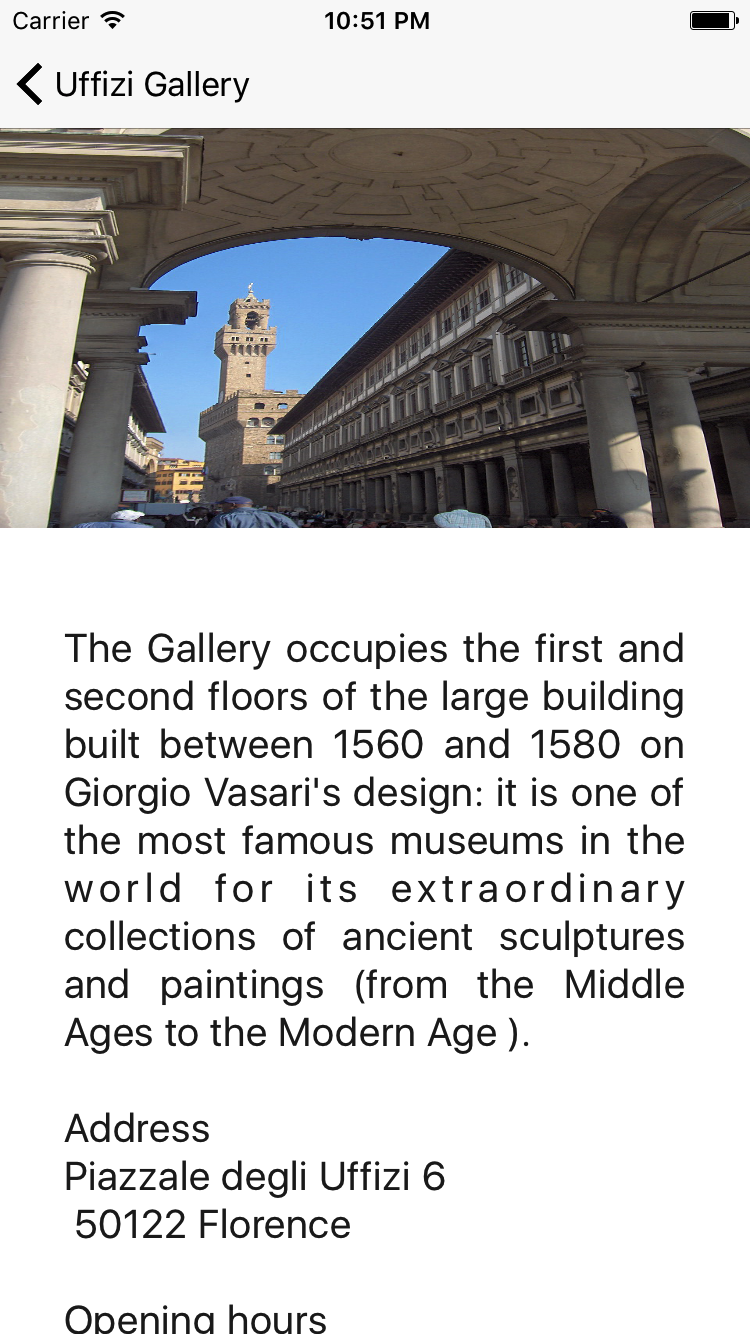 Carrier 10:51 PM
Uffizi Gallery
The Gallery occupies the first and
second floors of the large building
built between 1560 and 1580 on
Giorgio Vasari's design: it is one of
the most famous museums in the
world for its extraordinary
collections of ancient sculptures
and paintings (from the Middle
Ages to the Modern Age ).
Address
Piazzale degli Uffizi 6
50122 Florence
Opening hours